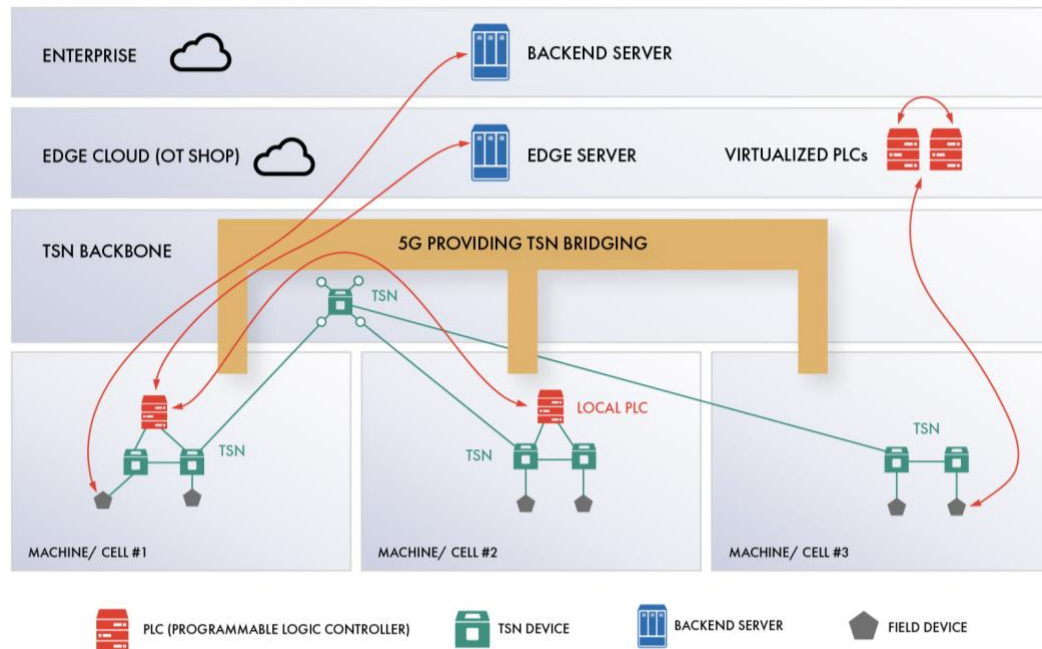 ENTERPRISE
BACKEND SERVER
EDGE CLOUD (OT SHOP)
EDGE SERVER
VIRTUALIZED PLCs
TSN BACKBONE
5G PROVIDING TSN BRIDGING
TSN
LOCAL PLC
TSN
TSN
TSN
MACHINE/ CELL #1
MACHINE/ CELL #2
MACHINE/ CELL #3
PLC (PROGRAMMABLE LOGIC CONTROLLER)
TSN DEVICE
BACKEND SERVER
FIELD DEVICE